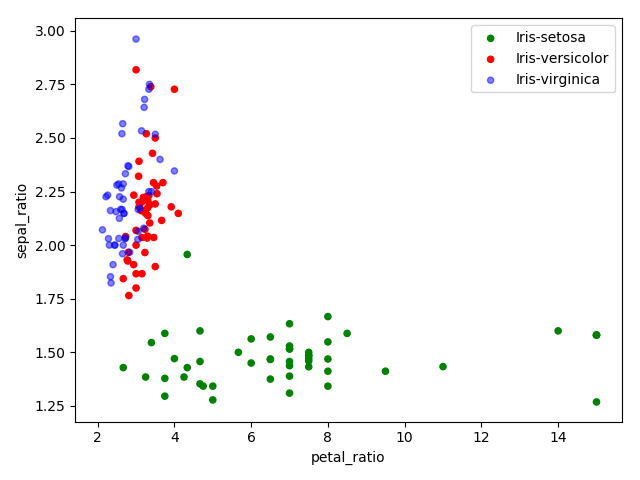 3.00
2.75
2.50
2.25
2.00
1.75
1.50
1.25
sepal_ratio
Iris-setosa
Iris-versicolor
Iris-virginica
2 4 6 8 10 12 14
petal_ratio